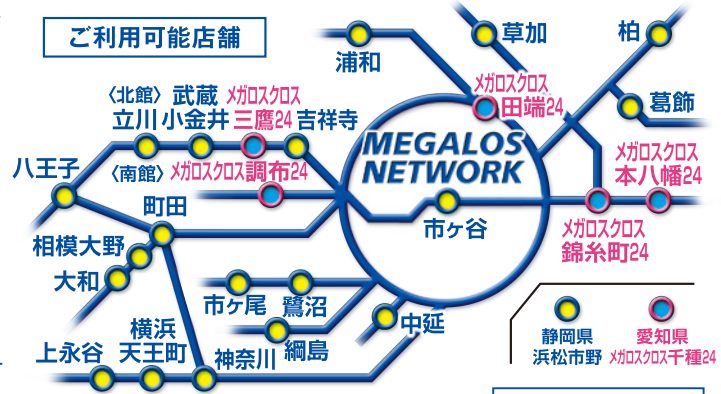 ご利用可能店舗
浦和
草加
柏
葛飾
メガロスクロス
田端24
〈北館〉
立川
武蔵
小金井
メガロスクロス
三鷹24
吉祥寺
MEGALOS
NETWORK
メガロスクロス
本八幡24
八王子
〈南館〉
メガロスクロス調布24
町田
市ヶ谷
メガロスクロス
錦糸町24
相模大野
大和
市ヶ尾
鷺沼
綱島
中延
上永谷
横浜
天王町
神奈川
静岡県
浜松市野
愛知県
メガロスクロス千種24